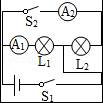 S₂ A₂
A₁ L₁ L₂
S₁